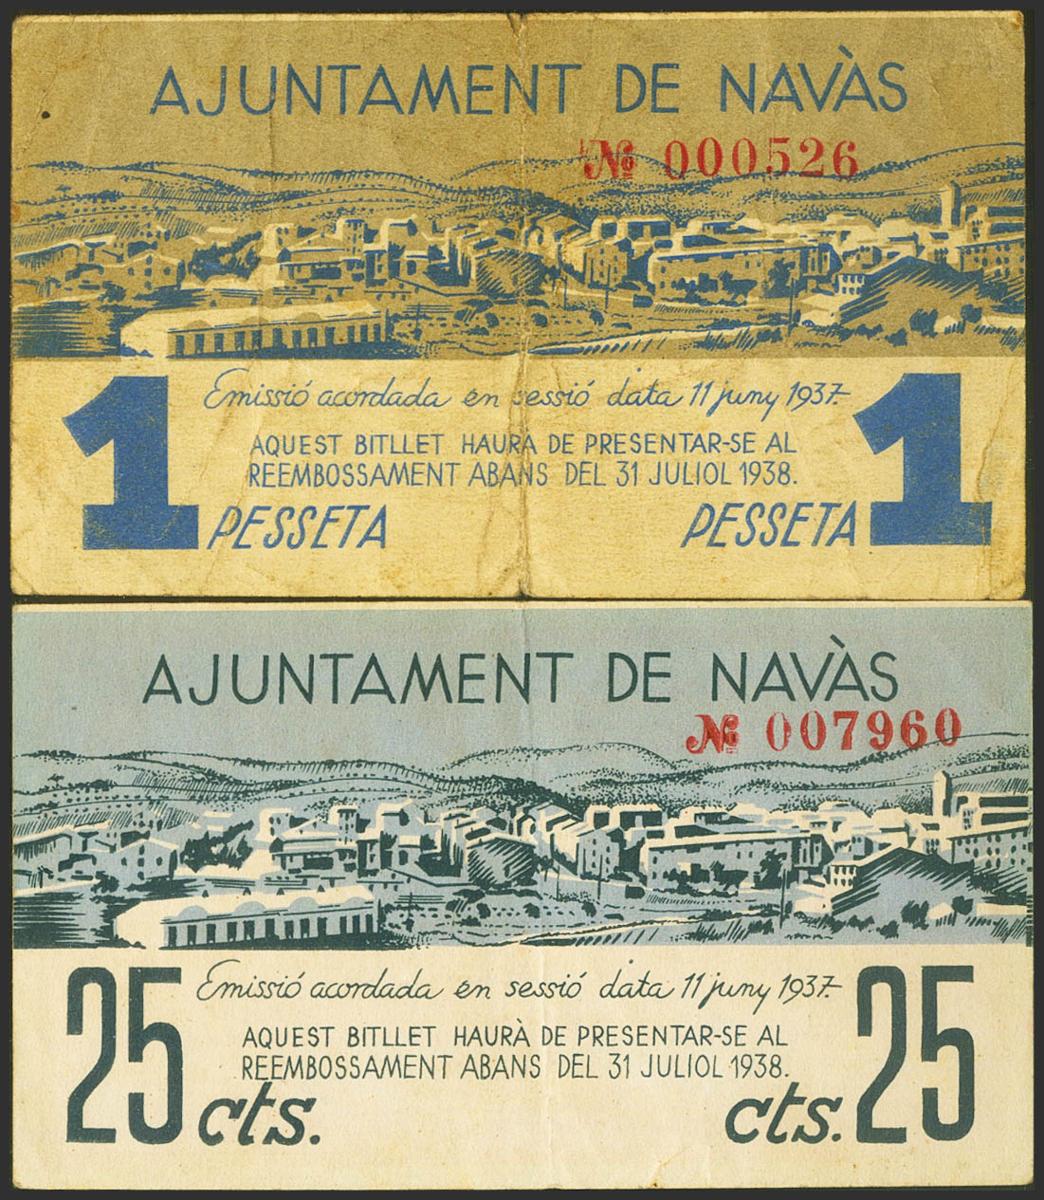 AJUNTAMENT DE NAVÀS
Nº 000526
Emissió acordada en sessió data 11 juny 1937.
AQUEST BITLLET HAURÀ DE PRESENTAR-SE AL
REEMBOSSAMENT ABANS DEL 31 JULIOL 1938.
1 PESSETA PESSETA 1
AJUNTAMENT DE NAVÀS
Nº 007960
Emissió acordada en sessió data 11 juny 1937.
AQUEST BITLLET HAURÀ DE PRESENTAR-SE AL
REEMBOSSAMENT ABANS DEL 31 JULIOL 1938.
25 cts. cts. 25